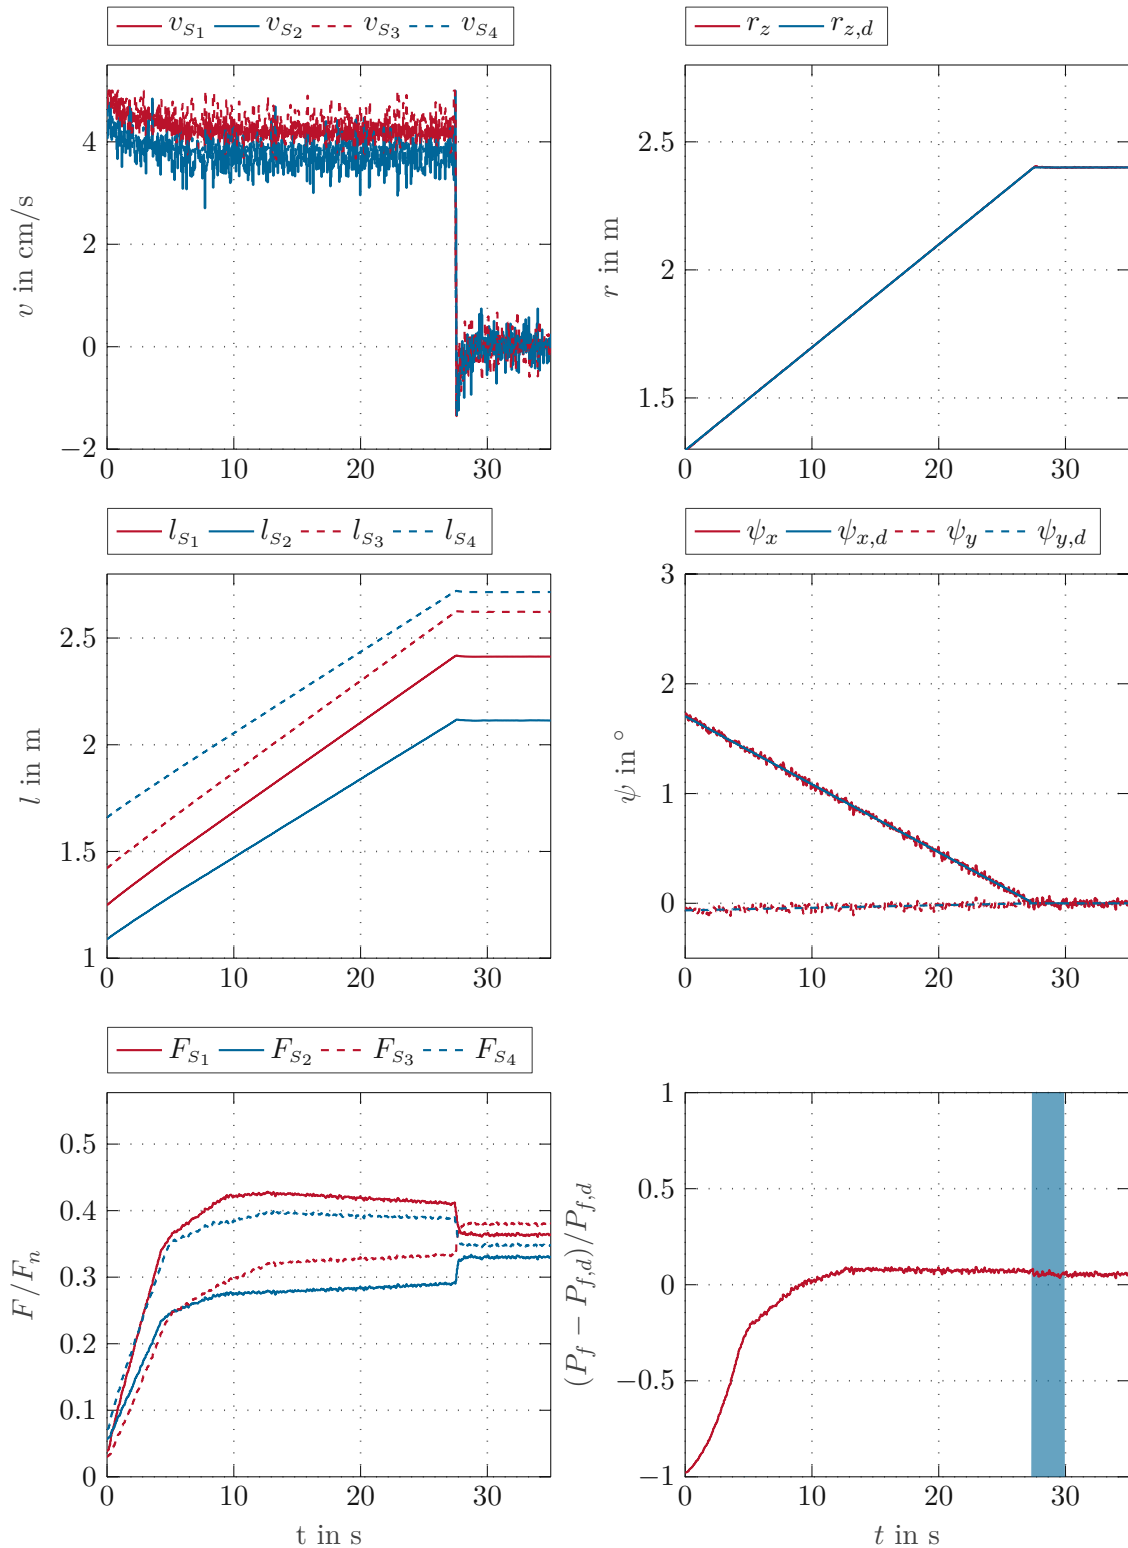 v_{S_1} v_{S_2} v_{S_3} v_{S_4}
r_z r_{z,d}
4
2
0
−2
v in cm/s
0 10 20 30
2.5
2
1.5
r in m
0 10 20 30
l_{S_1} l_{S_2} l_{S_3} l_{S_4}
ψ_x ψ_{x,d} ψ_y ψ_{y,d}
2.5
2
1.5
1
l in m
0 10 20 30
3
2
1
0
ψ in °
0 10 20 30
F_{S_1} F_{S_2} F_{S_3} F_{S_4}
0.5
0.4
0.3
0.2
0.1
0
F/F_n
0 10 20 30
t in s
1
0.5
0
−0.5
−1
(P_f − P_{f,d})/P_{f,d}
0 10 20 30
t in s